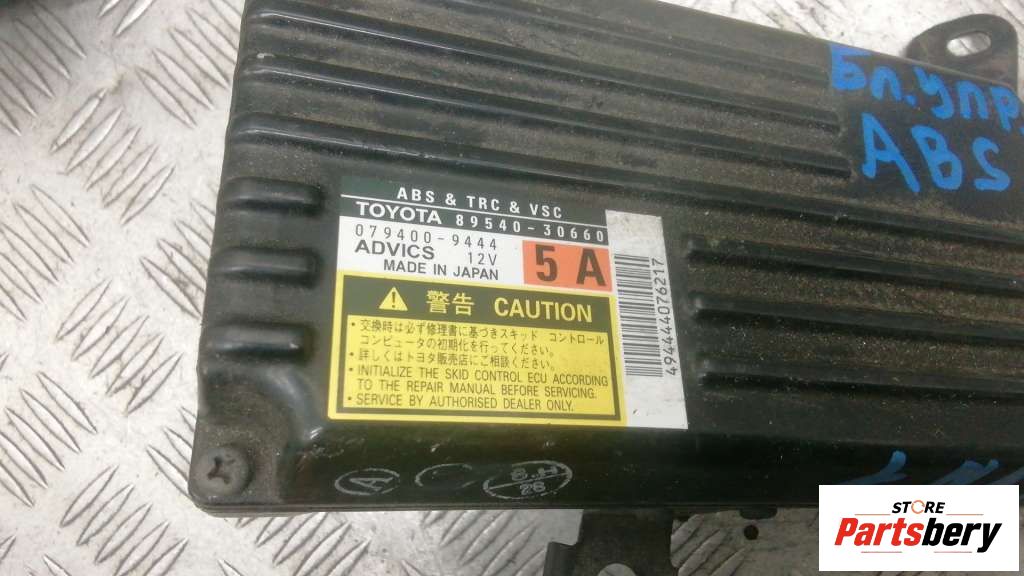 ABS & TRC & VSC
TOYOTA 89540-30660
079400-9444
ADVICS 12V
MADE IN JAPAN
5 A
494444076217
警告 CAUTION
・交換時は必ず修理書に基づきスキッド コントロール
コンピュータの初期化を行ってください。
・詳しくはトヨタ販売店にご相談ください。
・INITIALIZE THE SKID CONTROL ECU ACCORDING
TO THE REPAIR MANUAL BEFORE SERVICING.
・SERVICE BY AUTHORISED DEALER ONLY.
Бл.упр.
ABS
A
STORE
Partsbery